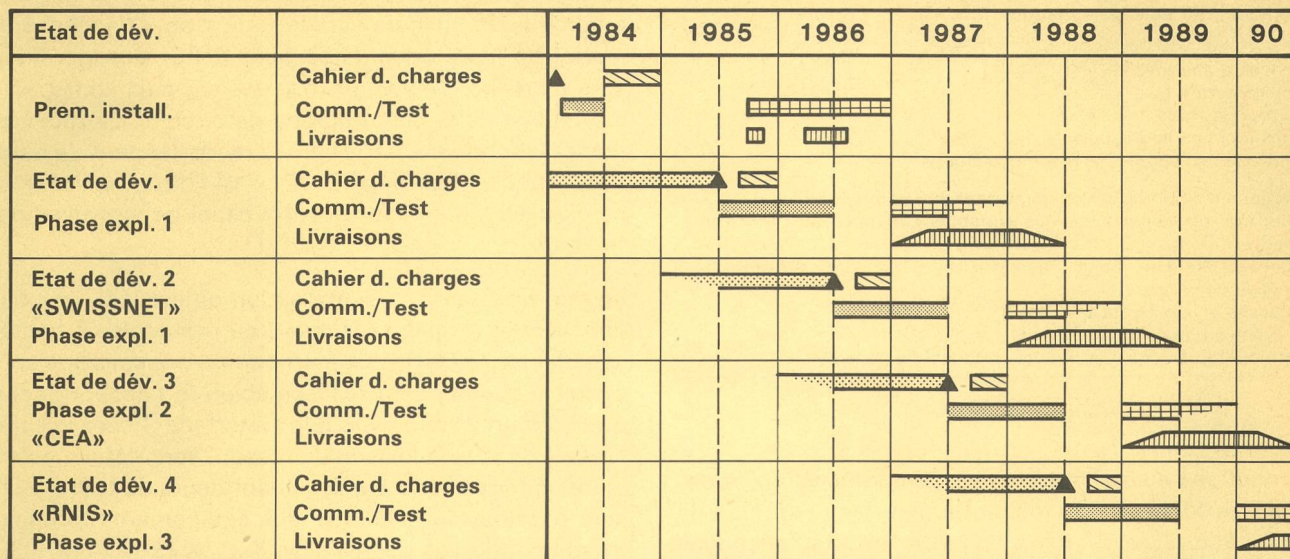 Etat de dév. 1984 1985 1986 1987 1988 1989 90
Cahier d. charges
Prem. install. Comm./Test
Livraisons
Etat de dév. 1 Cahier d. charges
Phase expl. 1 Comm./Test
Livraisons
Etat de dév. 2 Cahier d. charges
«SWISSNET» Comm./Test
Phase expl. 1 Livraisons
Etat de dév. 3 Cahier d. charges
Phase expl. 2 Comm./Test
«CEA» Livraisons
Etat de dév. 4 Cahier d. charges
«RNIS» Comm./Test
Phase expl. 3 Livraisons